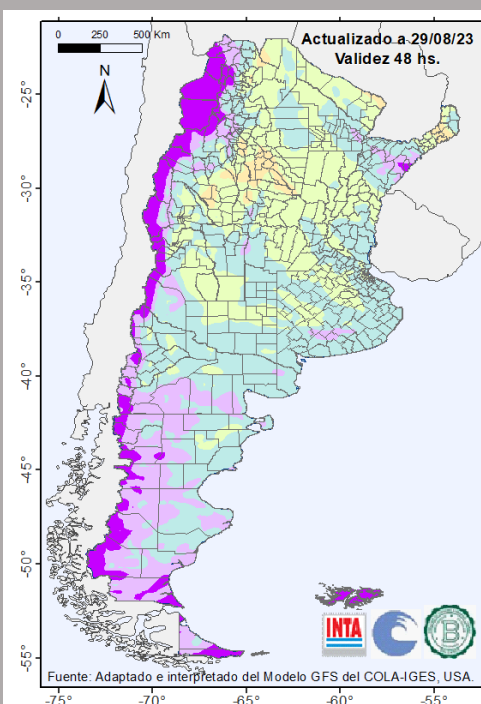 0 250 500 Km
Actualizado a 29/08/23
Validez 48 hs.
N
-25°
-30°
-35°
-40°
-45°
-50°
-55°
INTA
B
Fuente: Adaptado e interpretado del Modelo GFS del COLA-IGES, USA.
-75° -70° -65° -60° -55°